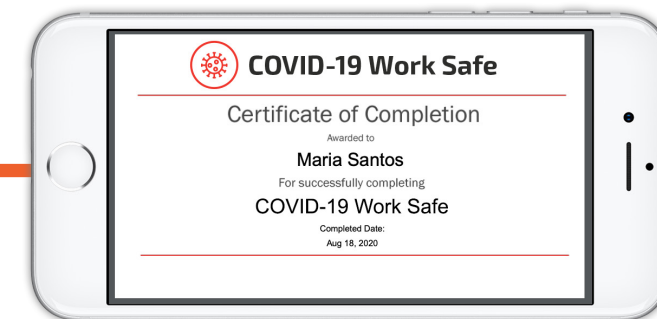 COVID-19 Work Safe
Certificate of Completion
Awarded to
Maria Santos
For successfully completing
COVID-19 Work Safe
Completed Date:
Aug 18, 2020